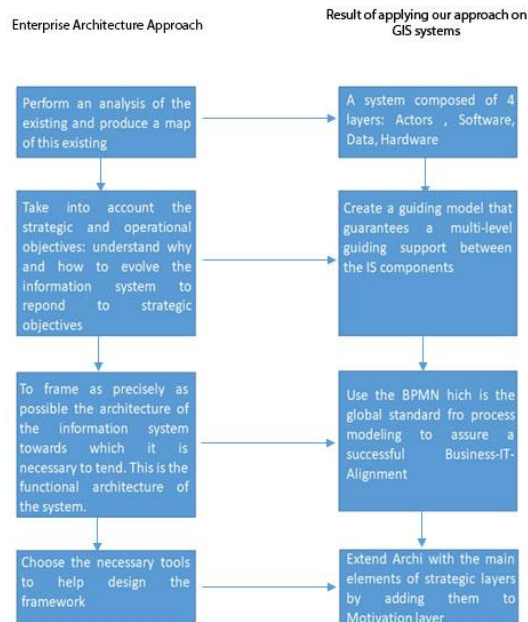 Enterprise Architecture Approach
Result of applying our approach on
GIS systems
Perform an analysis of the
existing and produce a map
of this existing
A system composed of 4
layers: Actors , Software,
Data, Hardware
Take into account the
strategic and operational
objectives: understand why
and how to evolve the
information system to
repond to strategic
objectives
Create a guiding model that
guarantees a multi-level
guiding support between
the IS components
To frame as precisely as
possible the architecture of
the information system
towards which it is
necessary to tend. This is the
functional architecture of
the system.
Use the BPMN hich is the
global standard fro process
modeling to assure a
successful Business-IT-
Alignment
Choose the necessary tools
to help design the
framework
Extend Archi with the main
elements of strategic layers
by adding them to
Motivation layer